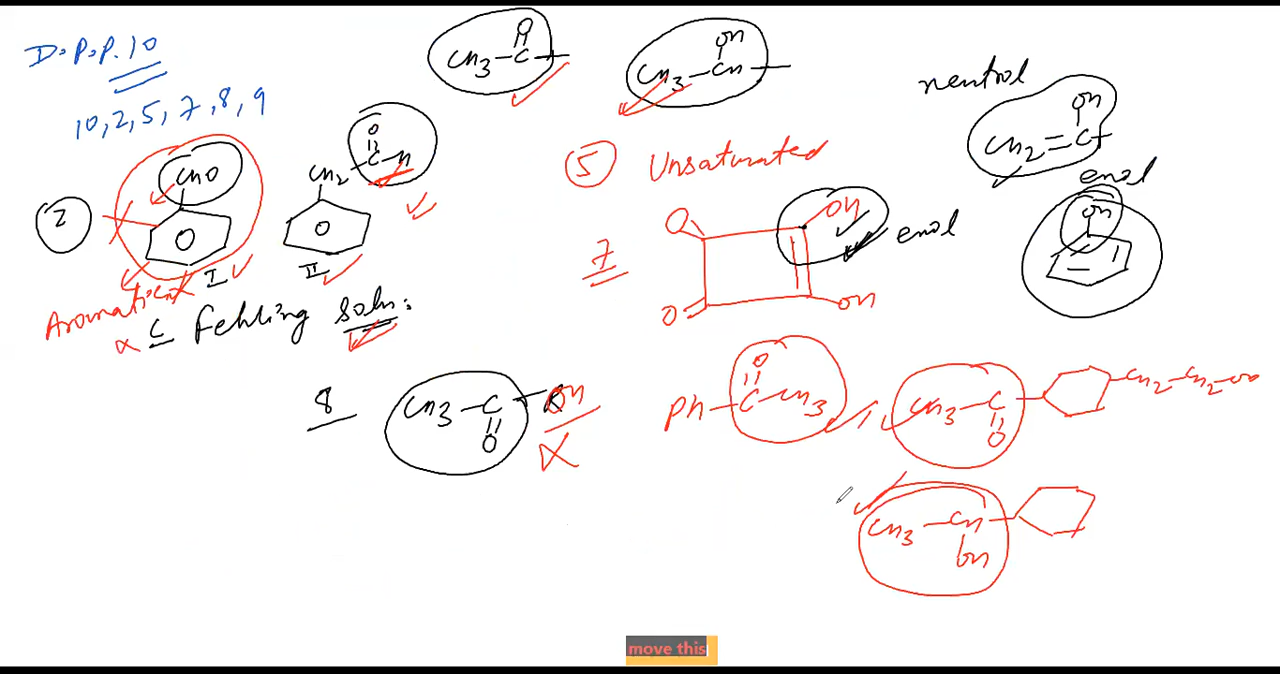 D.P.P.10
10, 2, 5, 7, 8, 9
CH3-C-
O
CH3-CH-
OH
neutral
CH2=C-
OH
enol
OH
2
CHO
O
I
CH2-C-H
O
O
II
Aromatic
x C Fehling Soln:
5 Unsaturated
7
O
OH
O
OH
enol
8
CH3-C-
O
OH
x
Ph-C-CH3
O
CH3-C-
O
CH2-CH2-
CH3-CH-
OH
move this